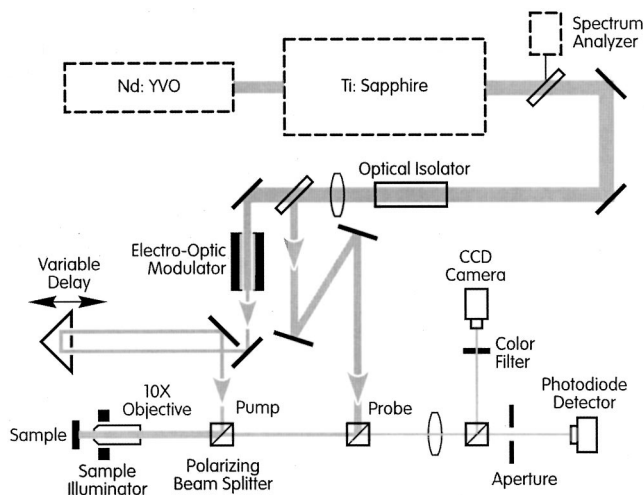 Spectrum
Analyzer
Nd: YVO
Ti: Sapphire
Optical Isolator
Electro-Optic
Modulator
Variable
Delay
CCD
Camera
Color
Filter
10X
Objective
Pump
Probe
Photodiode
Detector
Sample
Sample
Illuminator
Polarizing
Beam Splitter
Aperture